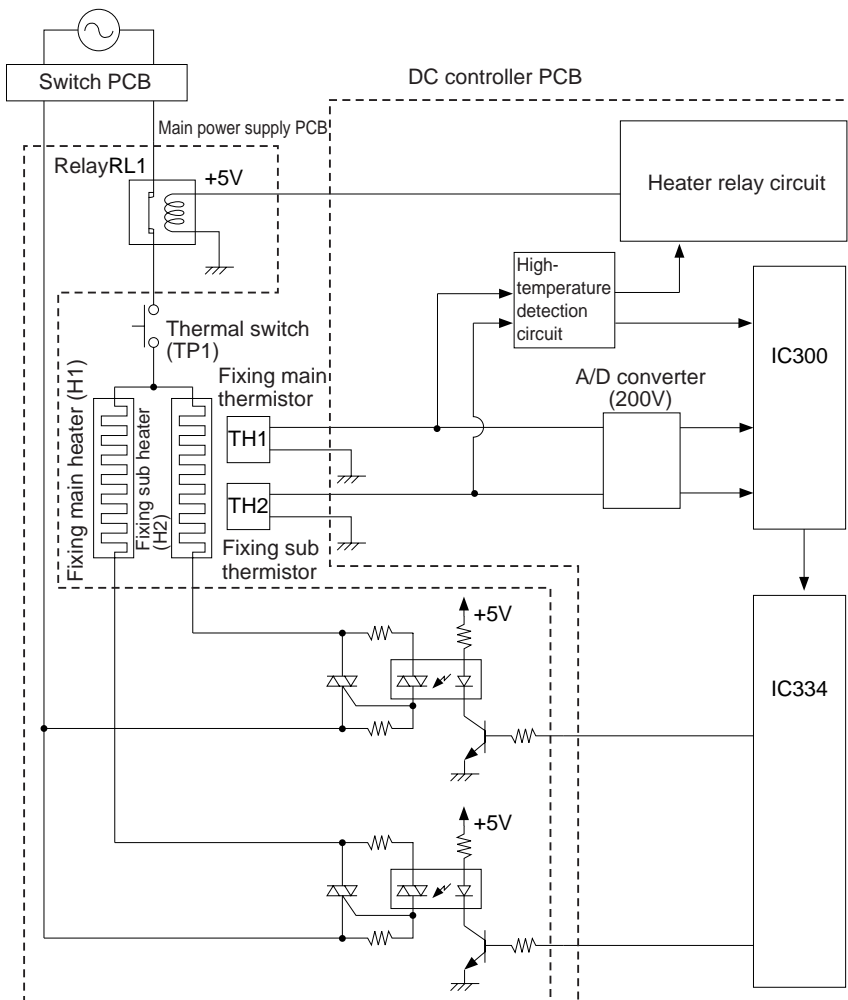 Switch PCB
DC controller PCB
Main power supply PCB
RelayRL1
+5V
Heater relay circuit
High-
temperature
detection
circuit
Thermal switch
(TP1)
IC300
Fixing main
thermistor
A/D converter
(200V)
Fixing main heater (H1)
Fixing sub heater
(H2)
TH1
TH2
Fixing sub
thermistor
+5V
IC334
+5V